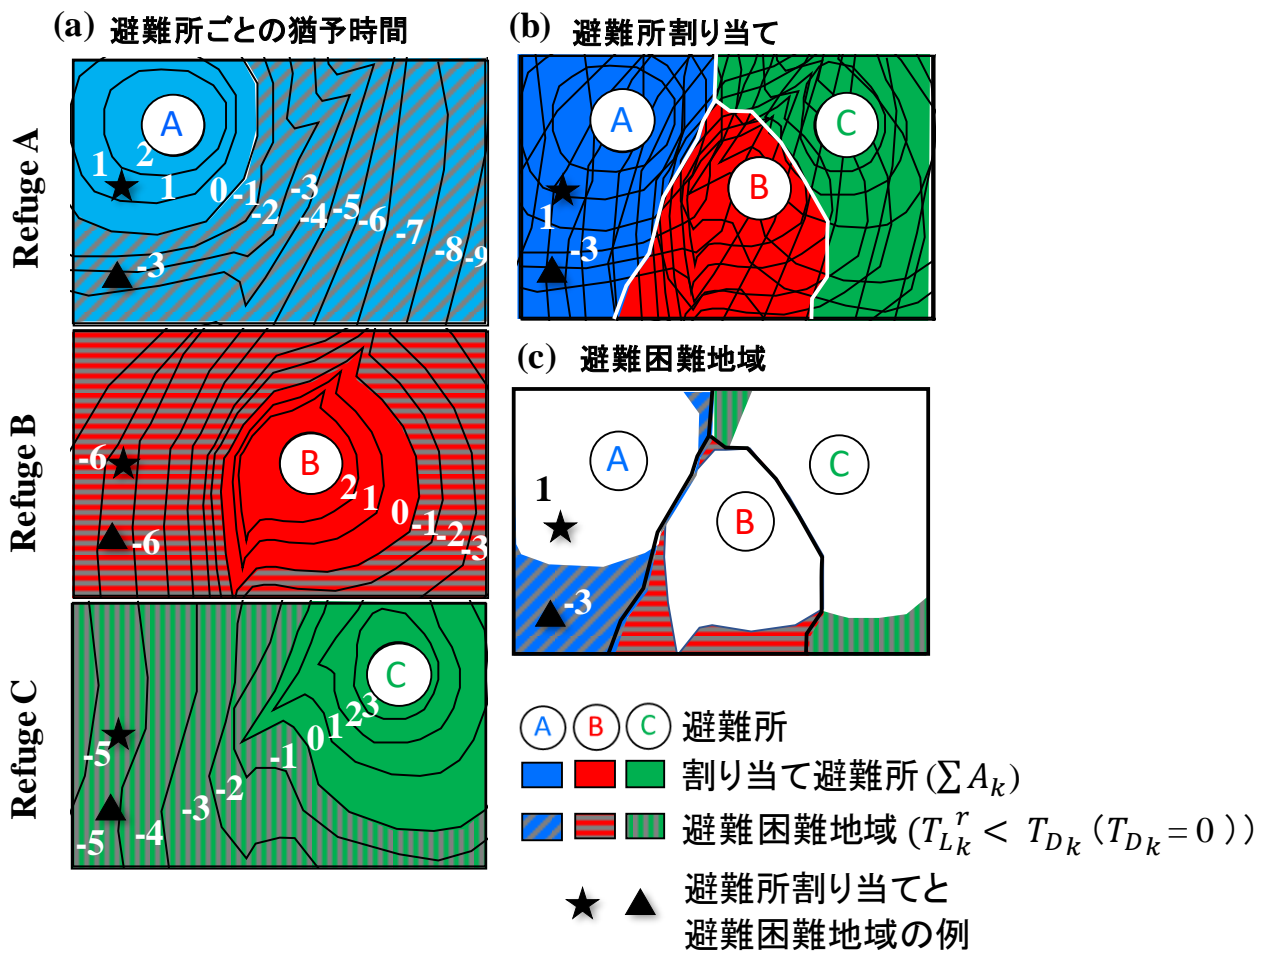 (a) 避難所ごとの猶予時間
Refuge A
A
1
2
1
0
-1
-2
-3
-4
-5
-6
-7
-8
-9
-3
Refuge B
B
-6
-6
2
1
0
-1
-2
-3
Refuge C
C
-5
-5
-4
-3
-2
-1
0
1
2
3
(b) 避難所割り当て
A
B
C
1
-3
(c) 避難困難地域
A
B
C
1
-3
A B C 避難所
割り当て避難所 (∑ A_k)
避難困難地域 (T_{L_k}^r < T_{D_k} (T_{D_k} = 0 ))
避難所割り当てと
避難困難地域の例